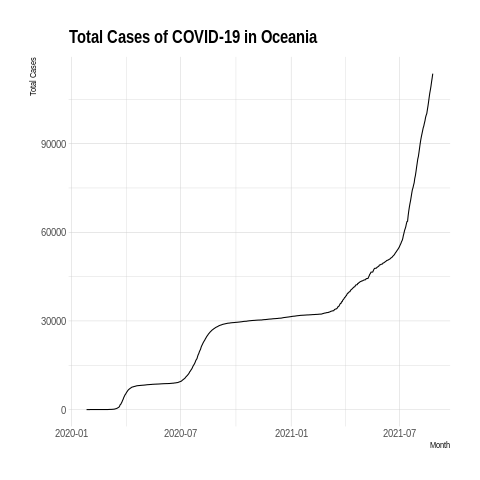 Total Cases of COVID-19 in Oceania
Total Cases
90000
60000
30000
0
2020-01 2020-07 2021-01 2021-07
Month